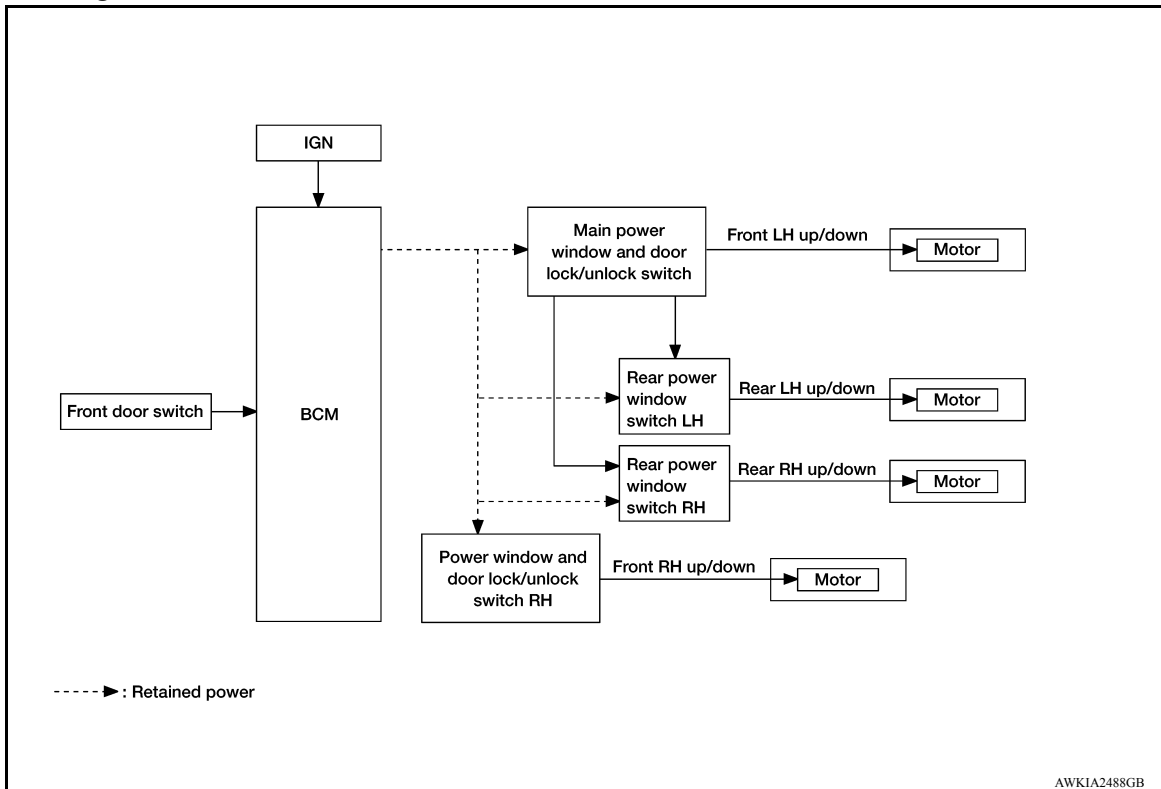 IGN
Main power
window and door
lock/unlock switch
Front LH up/down
Motor
Front door switch
BCM
Rear power
window
switch LH
Rear LH up/down
Motor
Rear power
window
switch RH
Rear RH up/down
Motor
Power window and
door lock/unlock
switch RH
Front RH up/down
Motor
: Retained power
AWKIA2488GB